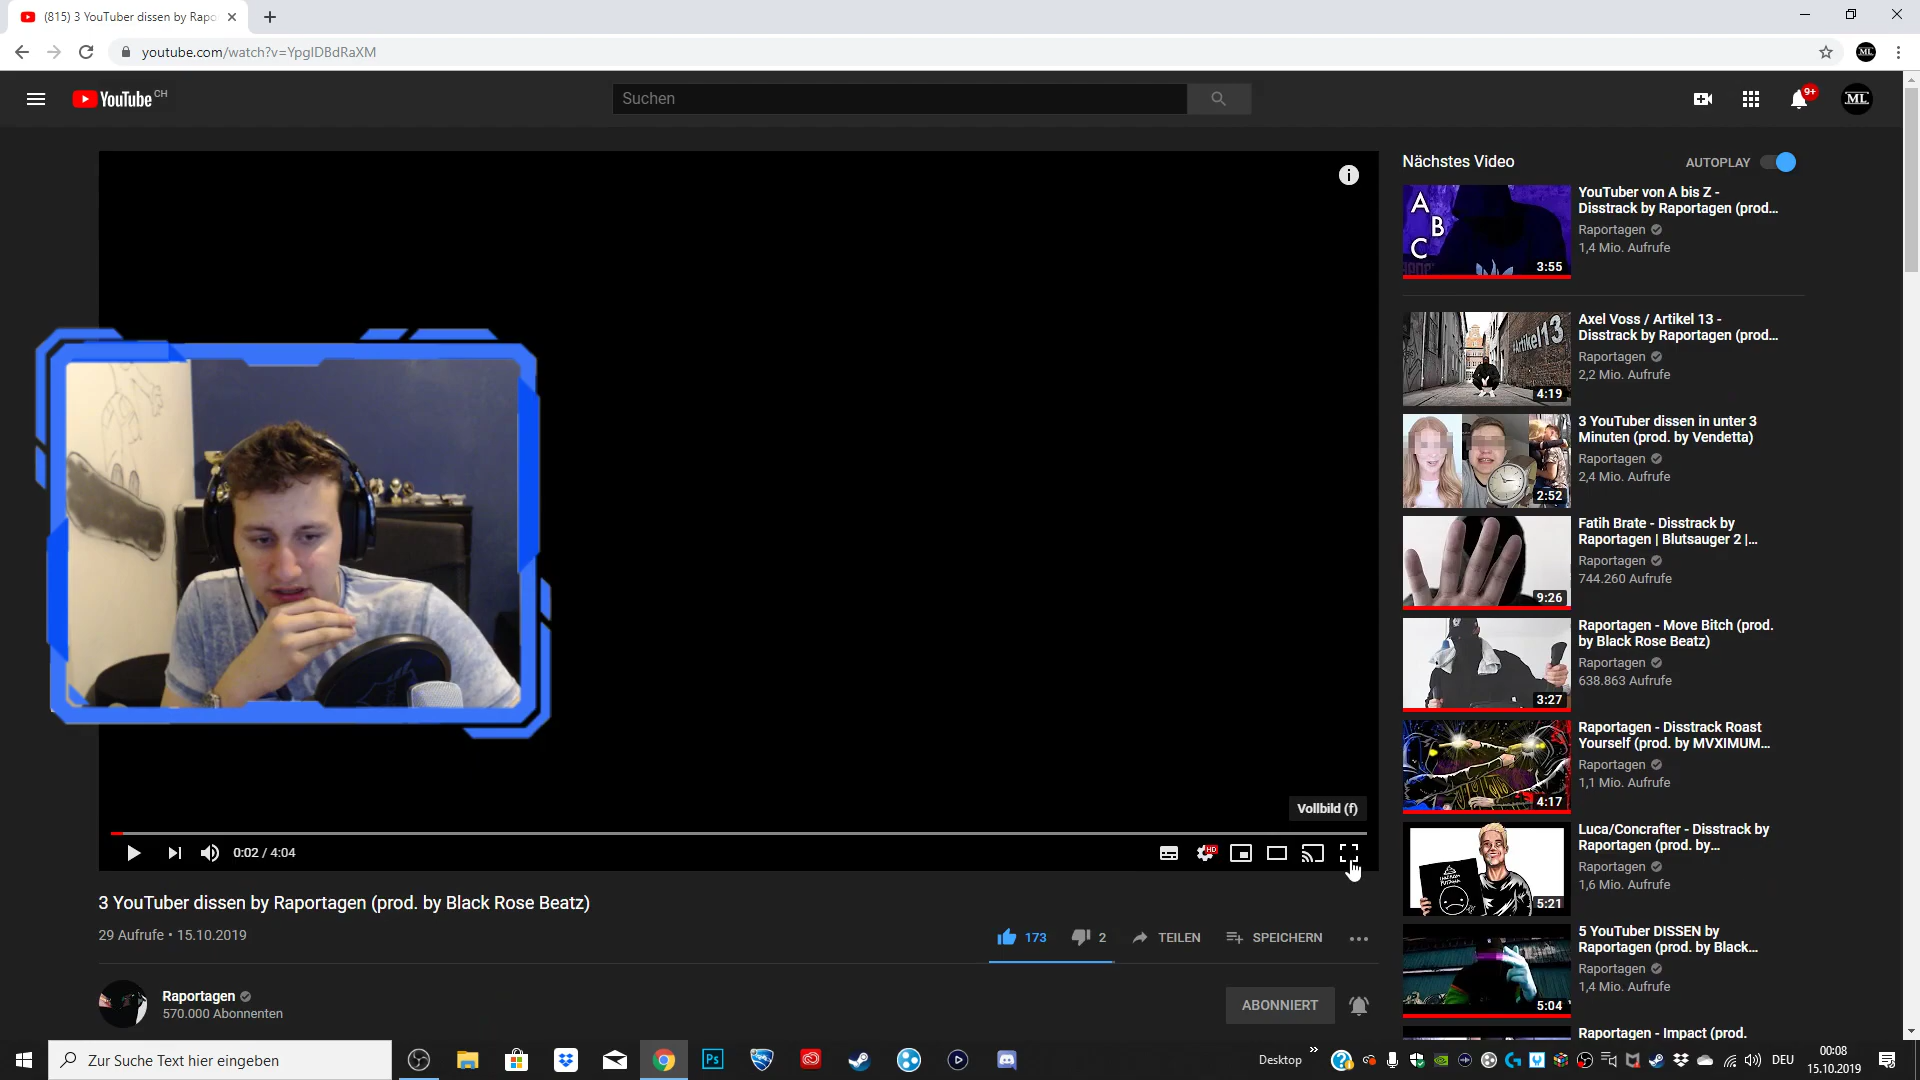 (815) 3 YouTuber dissen by Rapo
youtube.com/watch?v=YpgIDBdRaXM
ML
YouTube CH
Suchen
9+
ML
Nächstes Video
AUTOPLAY
A
B
C
3:55
YouTuber von A bis Z -
Disstrack by Raportagen (prod...
Raportagen
1,4 Mio. Aufrufe
#Artikel13
4:19
Axel Voss / Artikel 13 -
Disstrack by Raportagen (prod...
Raportagen
2,2 Mio. Aufrufe
2:52
3 YouTuber dissen in unter 3
Minuten (prod. by Vendetta)
Raportagen
2,4 Mio. Aufrufe
9:26
Fatih Brate - Disstrack by
Raportagen | Blutsauger 2 |...
Raportagen
744.260 Aufrufe
3:27
Raportagen - Move Bitch (prod.
by Black Rose Beatz)
Raportagen
638.863 Aufrufe
4:17
Raportagen - Disstrack Roast
Yourself (prod. by MVXIMUM...
Raportagen
1,1 Mio. Aufrufe
5:21
Luca/Concrafter - Disstrack by
Raportagen (prod. by...
Raportagen
1,6 Mio. Aufrufe
5:04
5 YouTuber DISSEN by
Raportagen (prod. by Black...
Raportagen
1,4 Mio. Aufrufe
Raportagen - Impact (prod.
Vollbild (f)
0:02 / 4:04
HD
3 YouTuber dissen by Raportagen (prod. by Black Rose Beatz)
29 Aufrufe • 15.10.2019
173
2
TEILEN
SPEICHERN
Raportagen
570.000 Abonnenten
ABONNIERT
Zur Suche Text hier eingeben
Ps
Desktop
DEU
00:08
15.10.2019